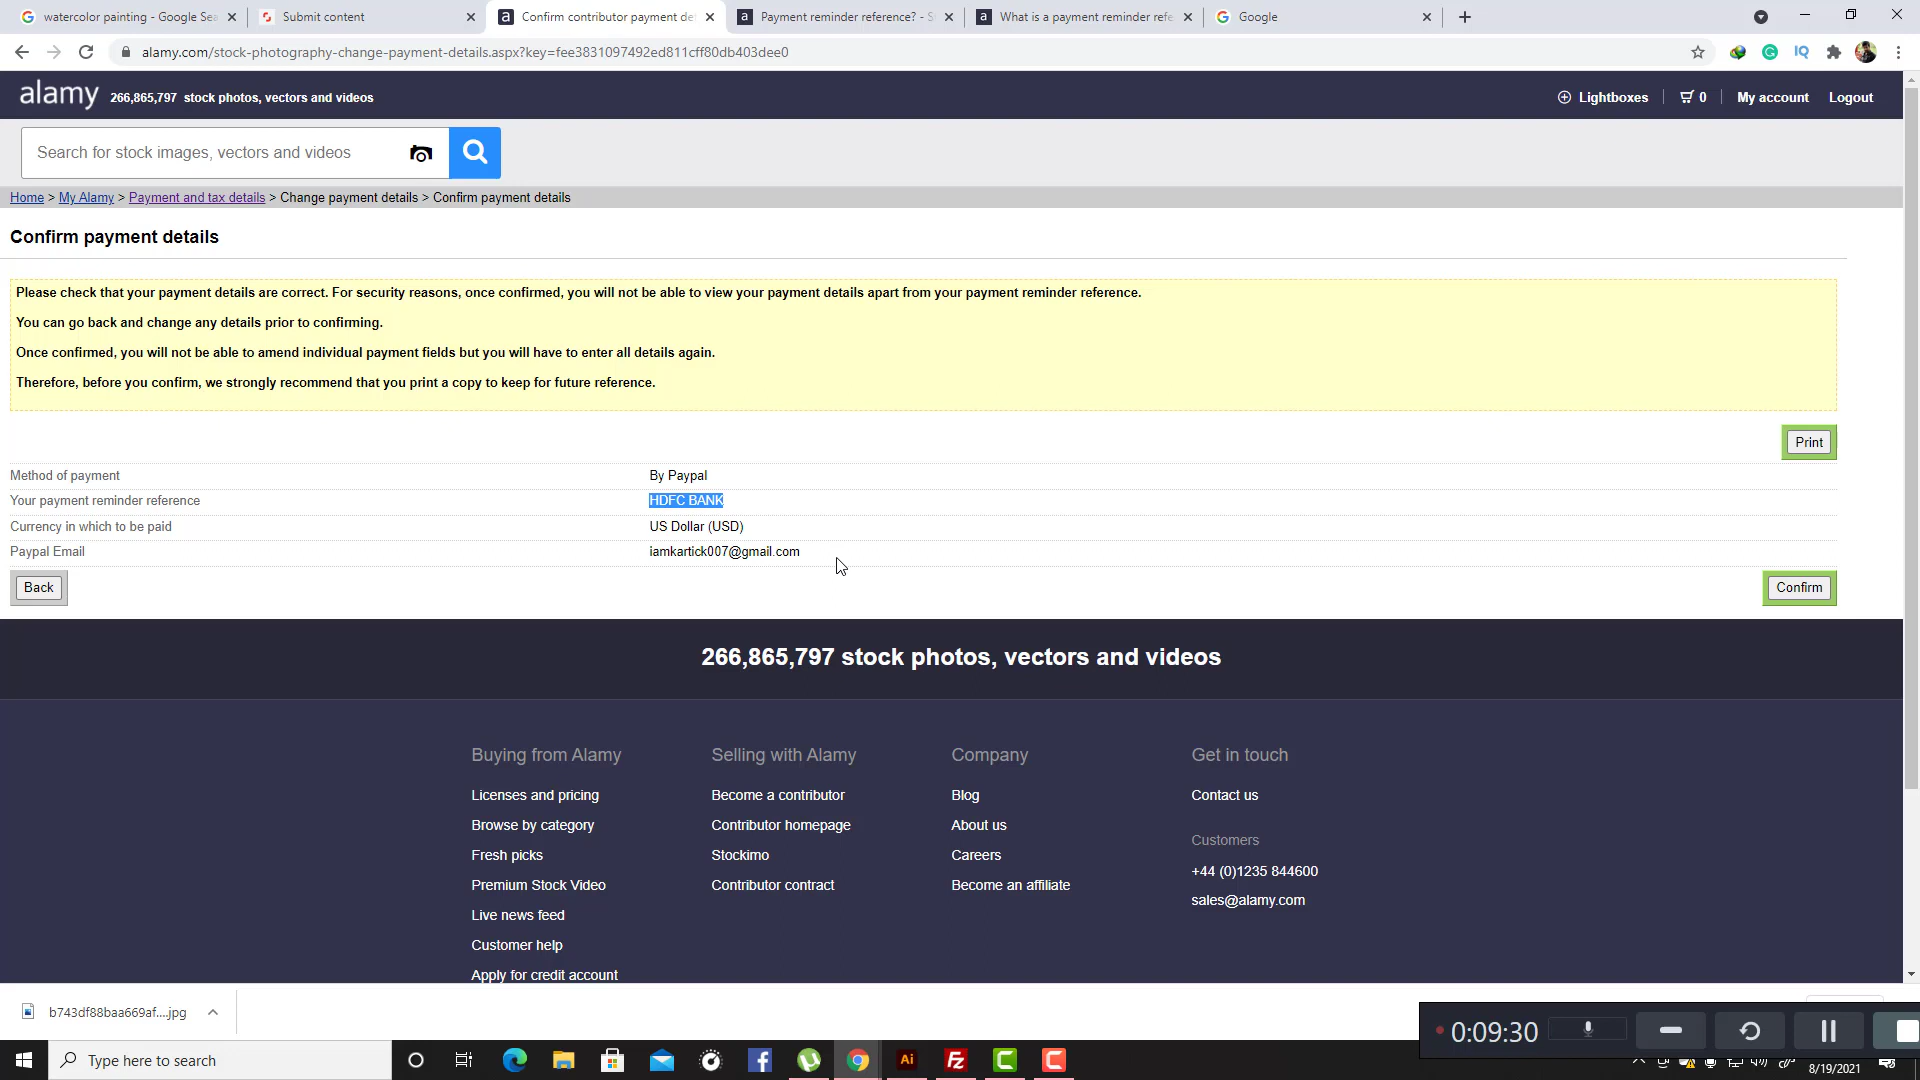 watercolor painting - Google Sea
Submit content
Confirm contributor payment det
Payment reminder reference? - S
What is a payment reminder refe
Google
alamy.com/stock-photography-change-payment-details.aspx?key=fee3831097492ed811cff80db403dee0
alamy 266,865,797 stock photos, vectors and videos
Lightboxes
0
My account
Logout
Search for stock images, vectors and videos
Home > My Alamy > Payment and tax details > Change payment details > Confirm payment details
Confirm payment details
Please check that your payment details are correct. For security reasons, once confirmed, you will not be able to view your payment details apart from your payment reminder reference.
You can go back and change any details prior to confirming.
Once confirmed, you will not be able to amend individual payment fields but you will have to enter all details again.
Therefore, before you confirm, we strongly recommend that you print a copy to keep for future reference.
Print
Method of payment By Paypal
Your payment reminder reference HDFC BANK
Currency in which to be paid US Dollar (USD)
Paypal Email iamkartick007@gmail.com
Back
Confirm
266,865,797 stock photos, vectors and videos
Buying from Alamy
Licenses and pricing
Browse by category
Fresh picks
Premium Stock Video
Live news feed
Customer help
Apply for credit account
Selling with Alamy
Become a contributor
Contributor homepage
Stockimo
Contributor contract
Company
Blog
About us
Careers
Become an affiliate
Get in touch
Contact us
Customers
+44 (0)1235 844600
sales@alamy.com
b743df88baa669af....jpg
0:09:30
Type here to search
Ai
Fz
8/19/2021